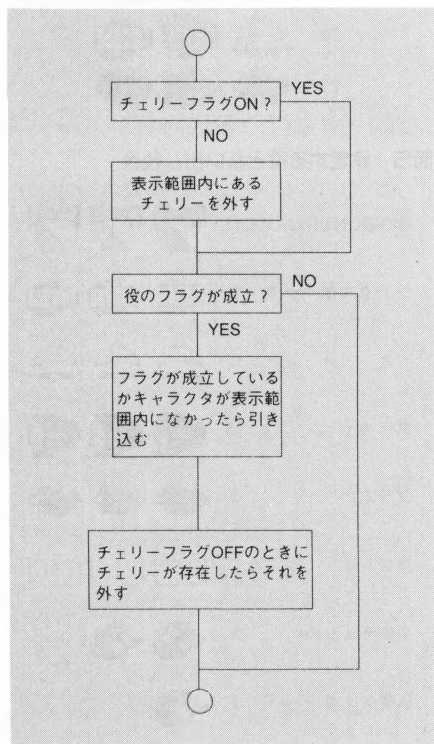 チェリーフラグON?
YES
NO
表示範囲内にある
チェリーを外す
役のフラグが成立?
NO
YES
フラグが成立している
かキャラクタが表示範
囲内になかったら引き
込む
チェリーフラグOFFのときに
チェリーが存在したらそれを
外す